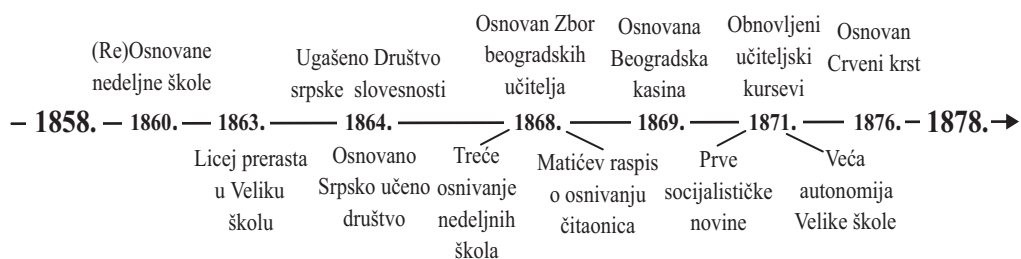 (Re)Osnovane
nedeljne škole
Ugašeno Društvo
srpske slovesnosti
Osnovan Zbor
beogradskih
učitelja
Osnovana
Beogradska
kasina
Obnovljeni
učiteljski
kursevi
Osnovan
Crveni krst
1858. 1860. 1863. 1864. 1868. 1869. 1871. 1876. 1878.
Licej prerasta
u Veliku
školu
Osnovano
Srpsko učeno
društvo
Treće
osnivanje
nedeljnih
škola
Matićev raspis
o osnivanju
čitaonica
Prve
socijalističke
novine
Veća
autonomija
Velike škole